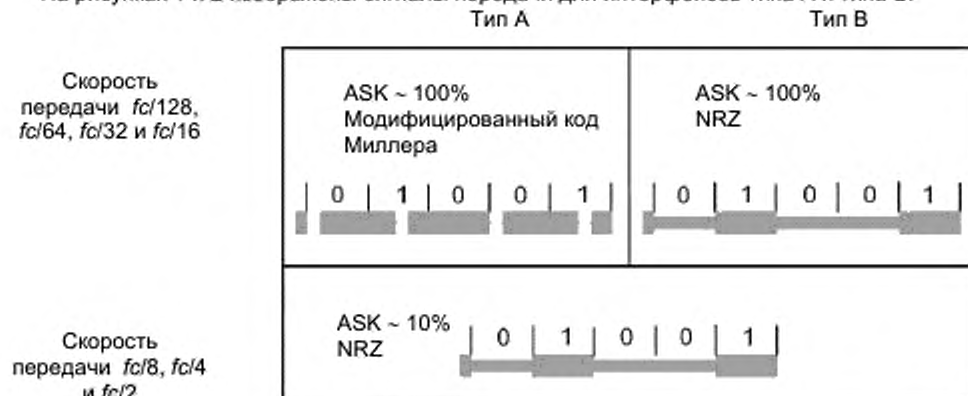 Тип А
Тип В
Скорость
передачи fc/128,
fc/64, fc/32 и fc/16
ASK ~ 100%
Модифицированный код
Миллера
ASK ~ 100%
NRZ
0 1 0 0 1
0 1 0 0 1
Скорость
передачи fc/8, fc/4
и fc/2
ASK ~ 10%
NRZ
0 1 0 0 1